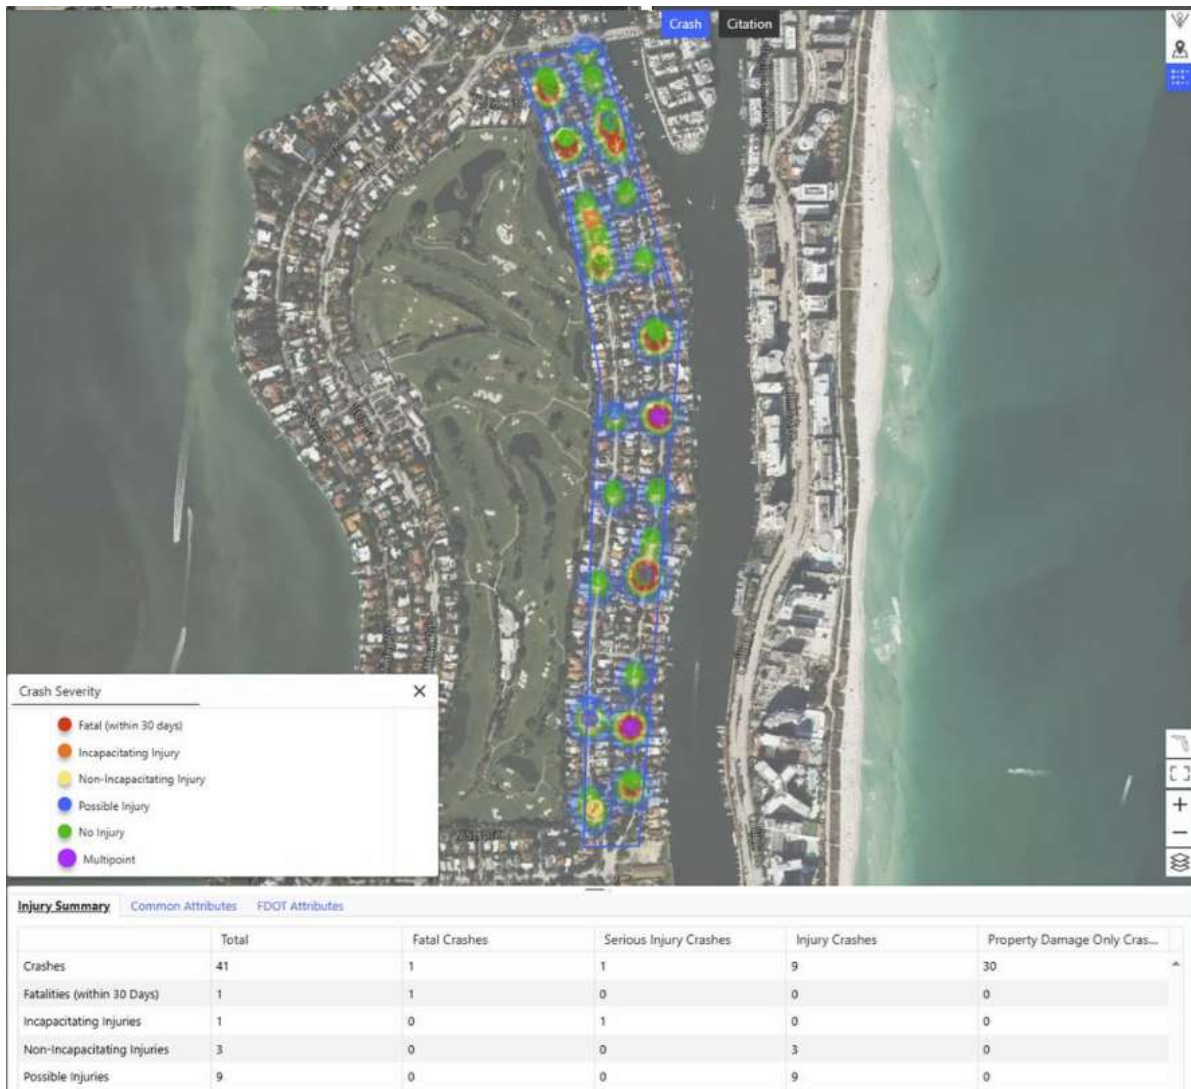 Crash Citation
Crash Severity
Fatal (within 30 days)
Incapacitating Injury
Non-Incapacitating Injury
Possible Injury
No Injury
Multipoint
Injury Summary Common Attributes FDOT Attributes
Total Fatal Crashes Serious Injury Crashes Injury Crashes Property Damage Only Cras...
Crashes 41 1 1 9 30
Fatalities (within 30 Days) 1 1 0 0 0
Incapacitating Injuries 1 0 1 0 0
Non-Incapacitating Injuries 3 0 0 3 0
Possible Injuries 9 0 0 9 0